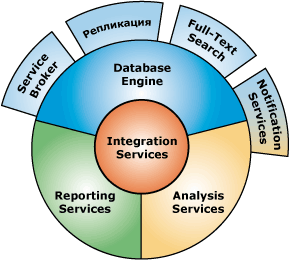 Service
Broker
Репликация
Full-Text
Search
Notification
Services
Database
Engine
Integration
Services
Reporting
Services
Analysis
Services